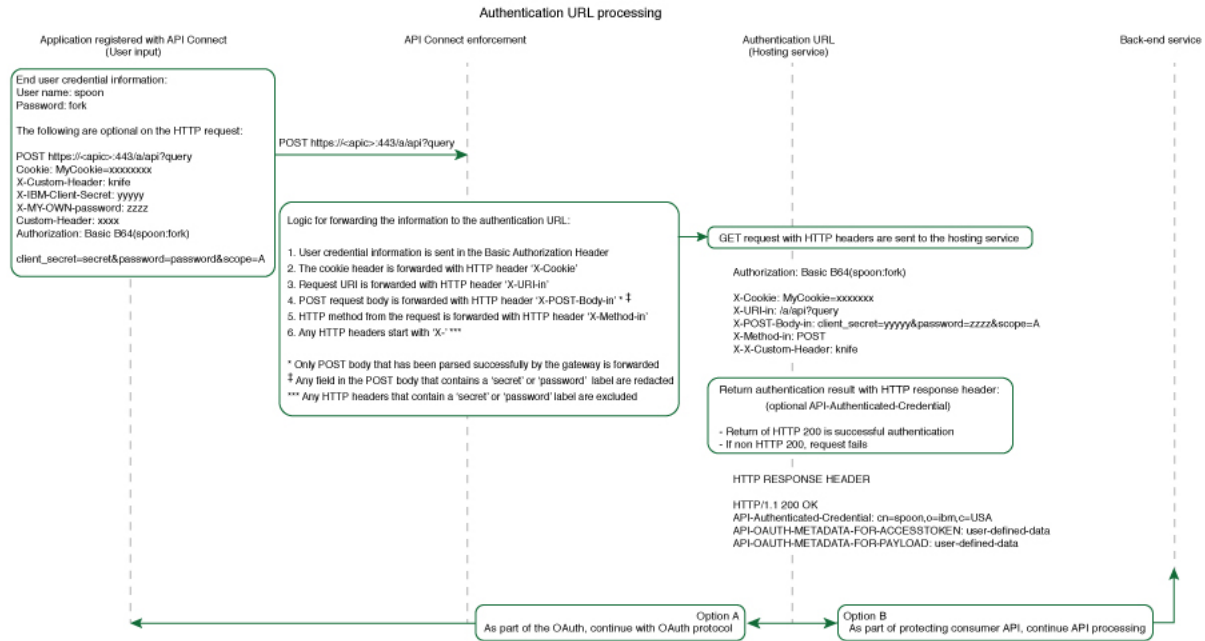 Authentication URL processing
Application registered with API Connect
(User input)
API Connect enforcement
Authentication URL
(Hosting service)
Back-end service
End user credential information:
User name: spoon
Password: fork
The following are optional on the HTTP request:
POST https://<apic>:443/a/api?query
Cookie: MyCookie=xxxxxxxx
X-Custom-Header: knife
X-IBM-Client-Secret: yyyyy
X-MY-OWN-password: zzzz
Custom-Header: xxxx
Authorization: Basic B64(spoon:fork)
client_secret=secret&password=password&scope=A
POST https://<apic>:443/a/api?query
Logic for forwarding the information to the authentication URL:
1. User credential information is sent in the Basic Authorization Header
2. The cookie header is forwarded with HTTP header 'X-Cookie'
3. Request URI is forwarded with HTTP header 'X-URI-in'
4. POST request body is forwarded with HTTP header 'X-POST-Body-in' * ‡
5. HTTP method from the request is forwarded with HTTP header 'X-Method-in'
6. Any HTTP headers start with 'X-' ***
* Only POST body that has been parsed successfully by the gateway is forwarded
‡ Any field in the POST body that contains a 'secret' or 'password' label are redacted
*** Any HTTP headers that contain a 'secret' or 'password' label are excluded
GET request with HTTP headers are sent to the hosting service
Authorization: Basic B64(spoon:fork)
X-Cookie: MyCookie=xxxxxxx
X-URI-in: /a/api?query
X-POST-Body-in: client_secret=yyyyy&password=zzzz&scope=A
X-Method-in: POST
X-X-Custom-Header: knife
Return authentication result with HTTP response header:
(optional API-Authenticated-Credential)
- Return of HTTP 200 is successful authentication
- If non HTTP 200, request fails
HTTP RESPONSE HEADER
HTTP/1.1 200 OK
API-Authenticated-Credential: cn=spoon,o=ibm,c=USA
API-OAUTH-METADATA-FOR-ACCESSTOKEN: user-defined-data
API-OAUTH-METADATA-FOR-PAYLOAD: user-defined-data
Option A
As part of the OAuth, continue with OAuth protocol
Option B
As part of protecting consumer API, continue API processing